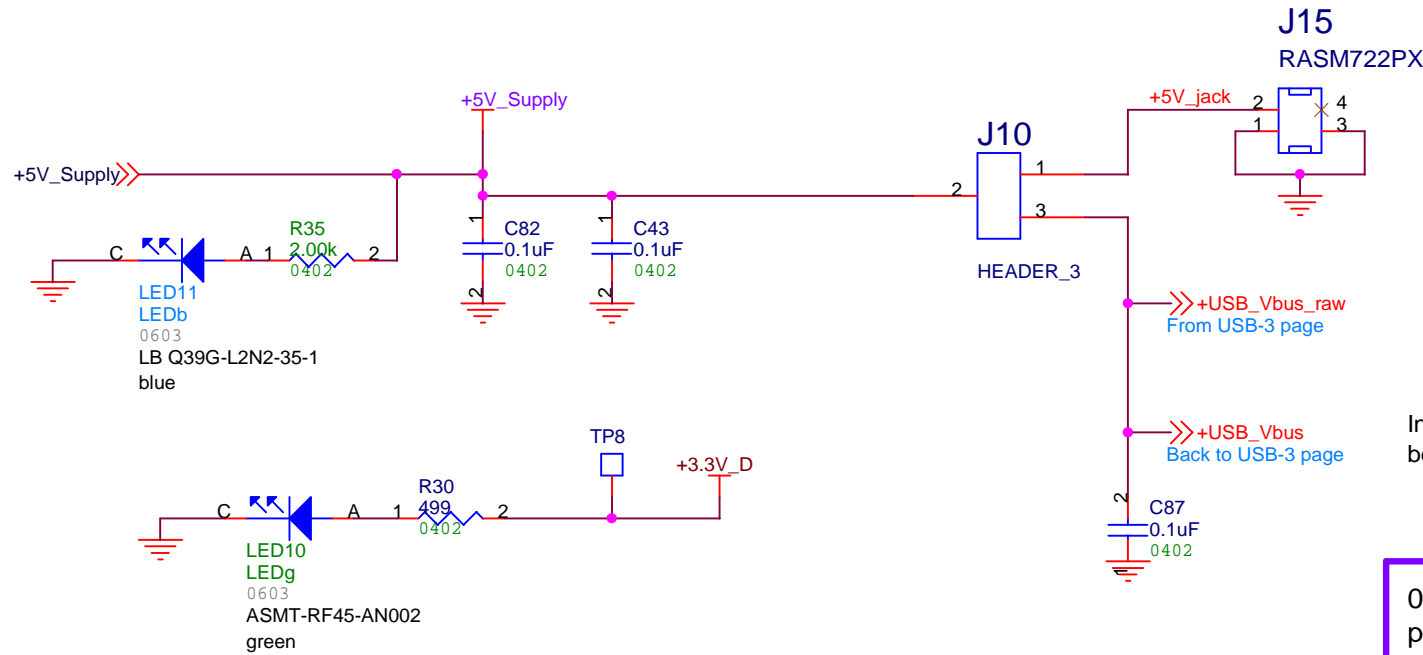 J15
RASM722PX
+5V_jack
2
4
1
3
+5V_Supply
J10
1
2
3
HEADER_3
+5V_Supply
R35
2.00k
0402
C
A
1
2
LED11
LEDb
0603
LB Q39G-L2N2-35-1
blue
1
C82
0.1uF
0402
2
1
C43
0.1uF
0402
2
+USB_Vbus_raw
From USB-3 page
+USB_Vbus
Back to USB-3 page
2
C87
0.1uF
0402
1
TP8
+3.3V_D
R30
499
0402
C
A
1
2
LED10
LEDg
0603
ASMT-RF45-AN002
green
0
p